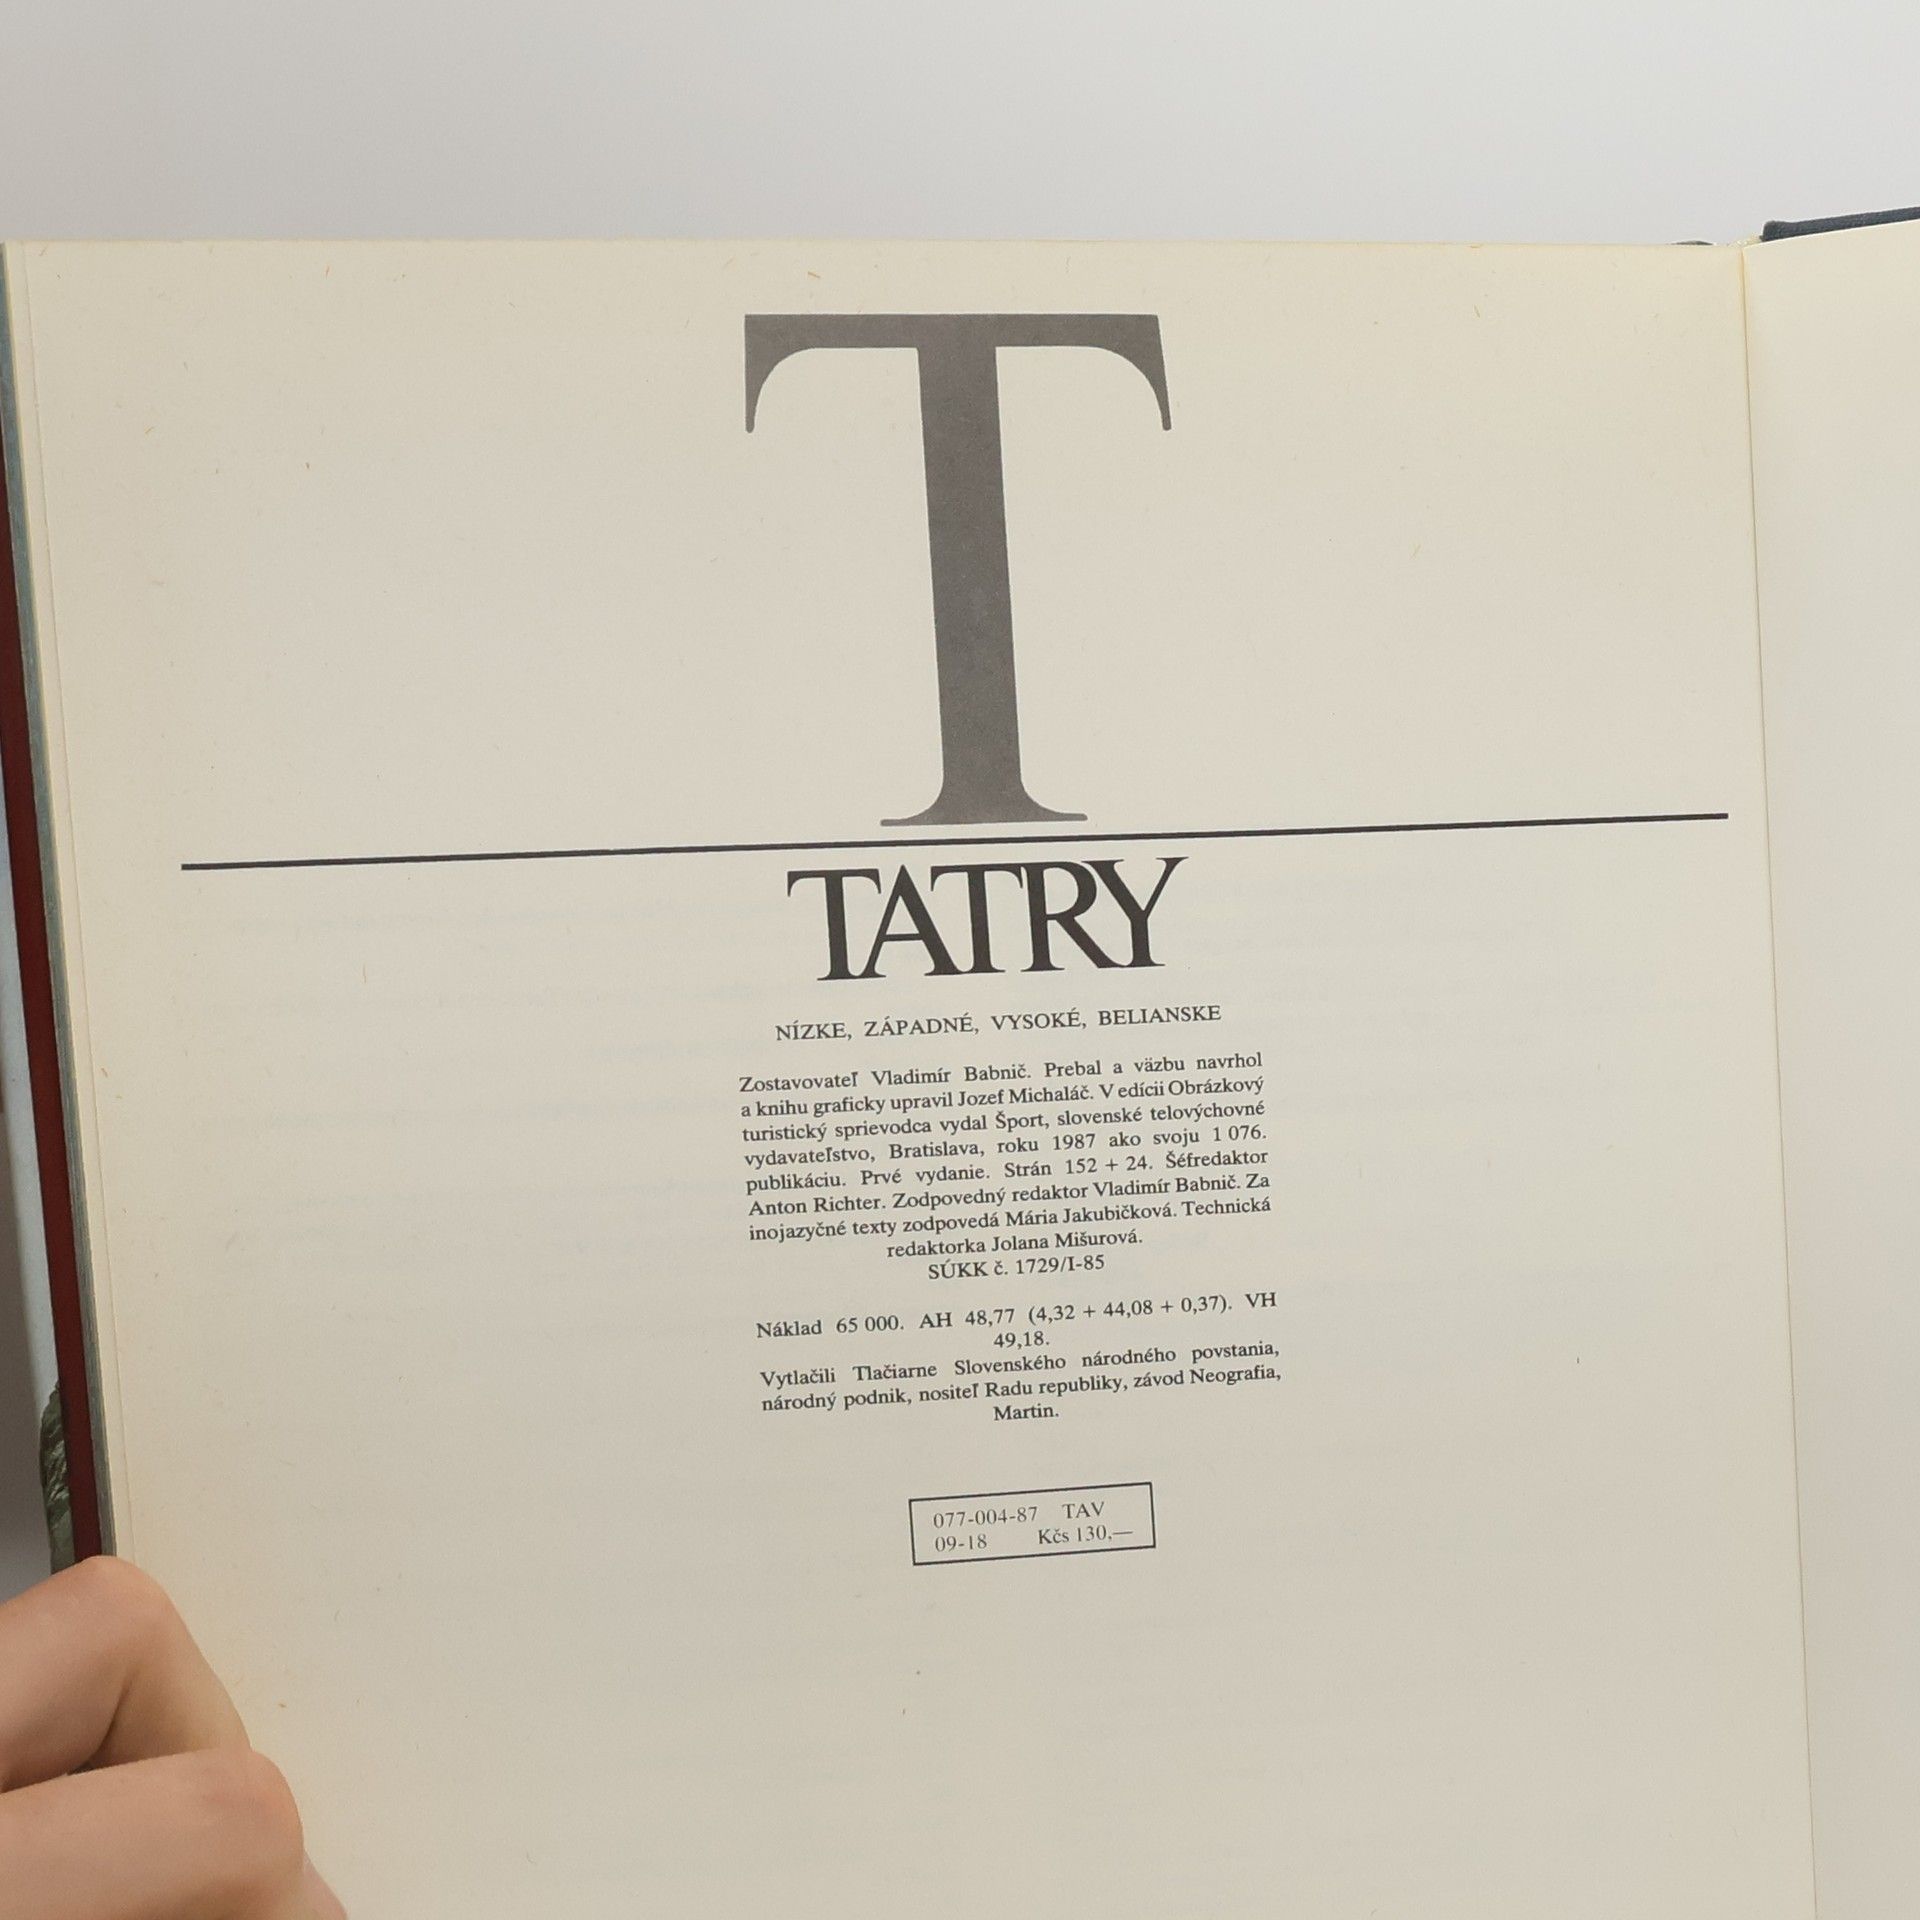 T
TATRY
NÍZKE, ZÁPADNÉ, VYSOKÉ, BELIANSKE
Zostavovateľ Vladimír Babnič. Prebal a väzbu navrhol
a knihu graficky upravil Jozef Michaláč. V edícii Obrázkový
turistický sprievodca vydal Šport, slovenské telovýchovné
vydavateľstvo, Bratislava, roku 1987 ako svoju 1 076.
publikáciu. Prvé vydanie. Strán 152 + 24. Šéfredaktor
Anton Richter. Zodpovedný redaktor Vladimír Babnič. Za
inojazyčné texty zodpovedá Mária Jakubičková. Technická
redaktorka Jolana Mišurová.
SÚKK č. 1729/I-85
Náklad 65 000. AH 48,77 (4,32 + 44,08 + 0,37). VH
49,18.
Vytlačili Tlačiarne Slovenského národného povstania,
národný podnik, nositeľ Radu republiky, závod Neografia,
Martin.
077-004-87 TAV
09-18 Kčs 130,—